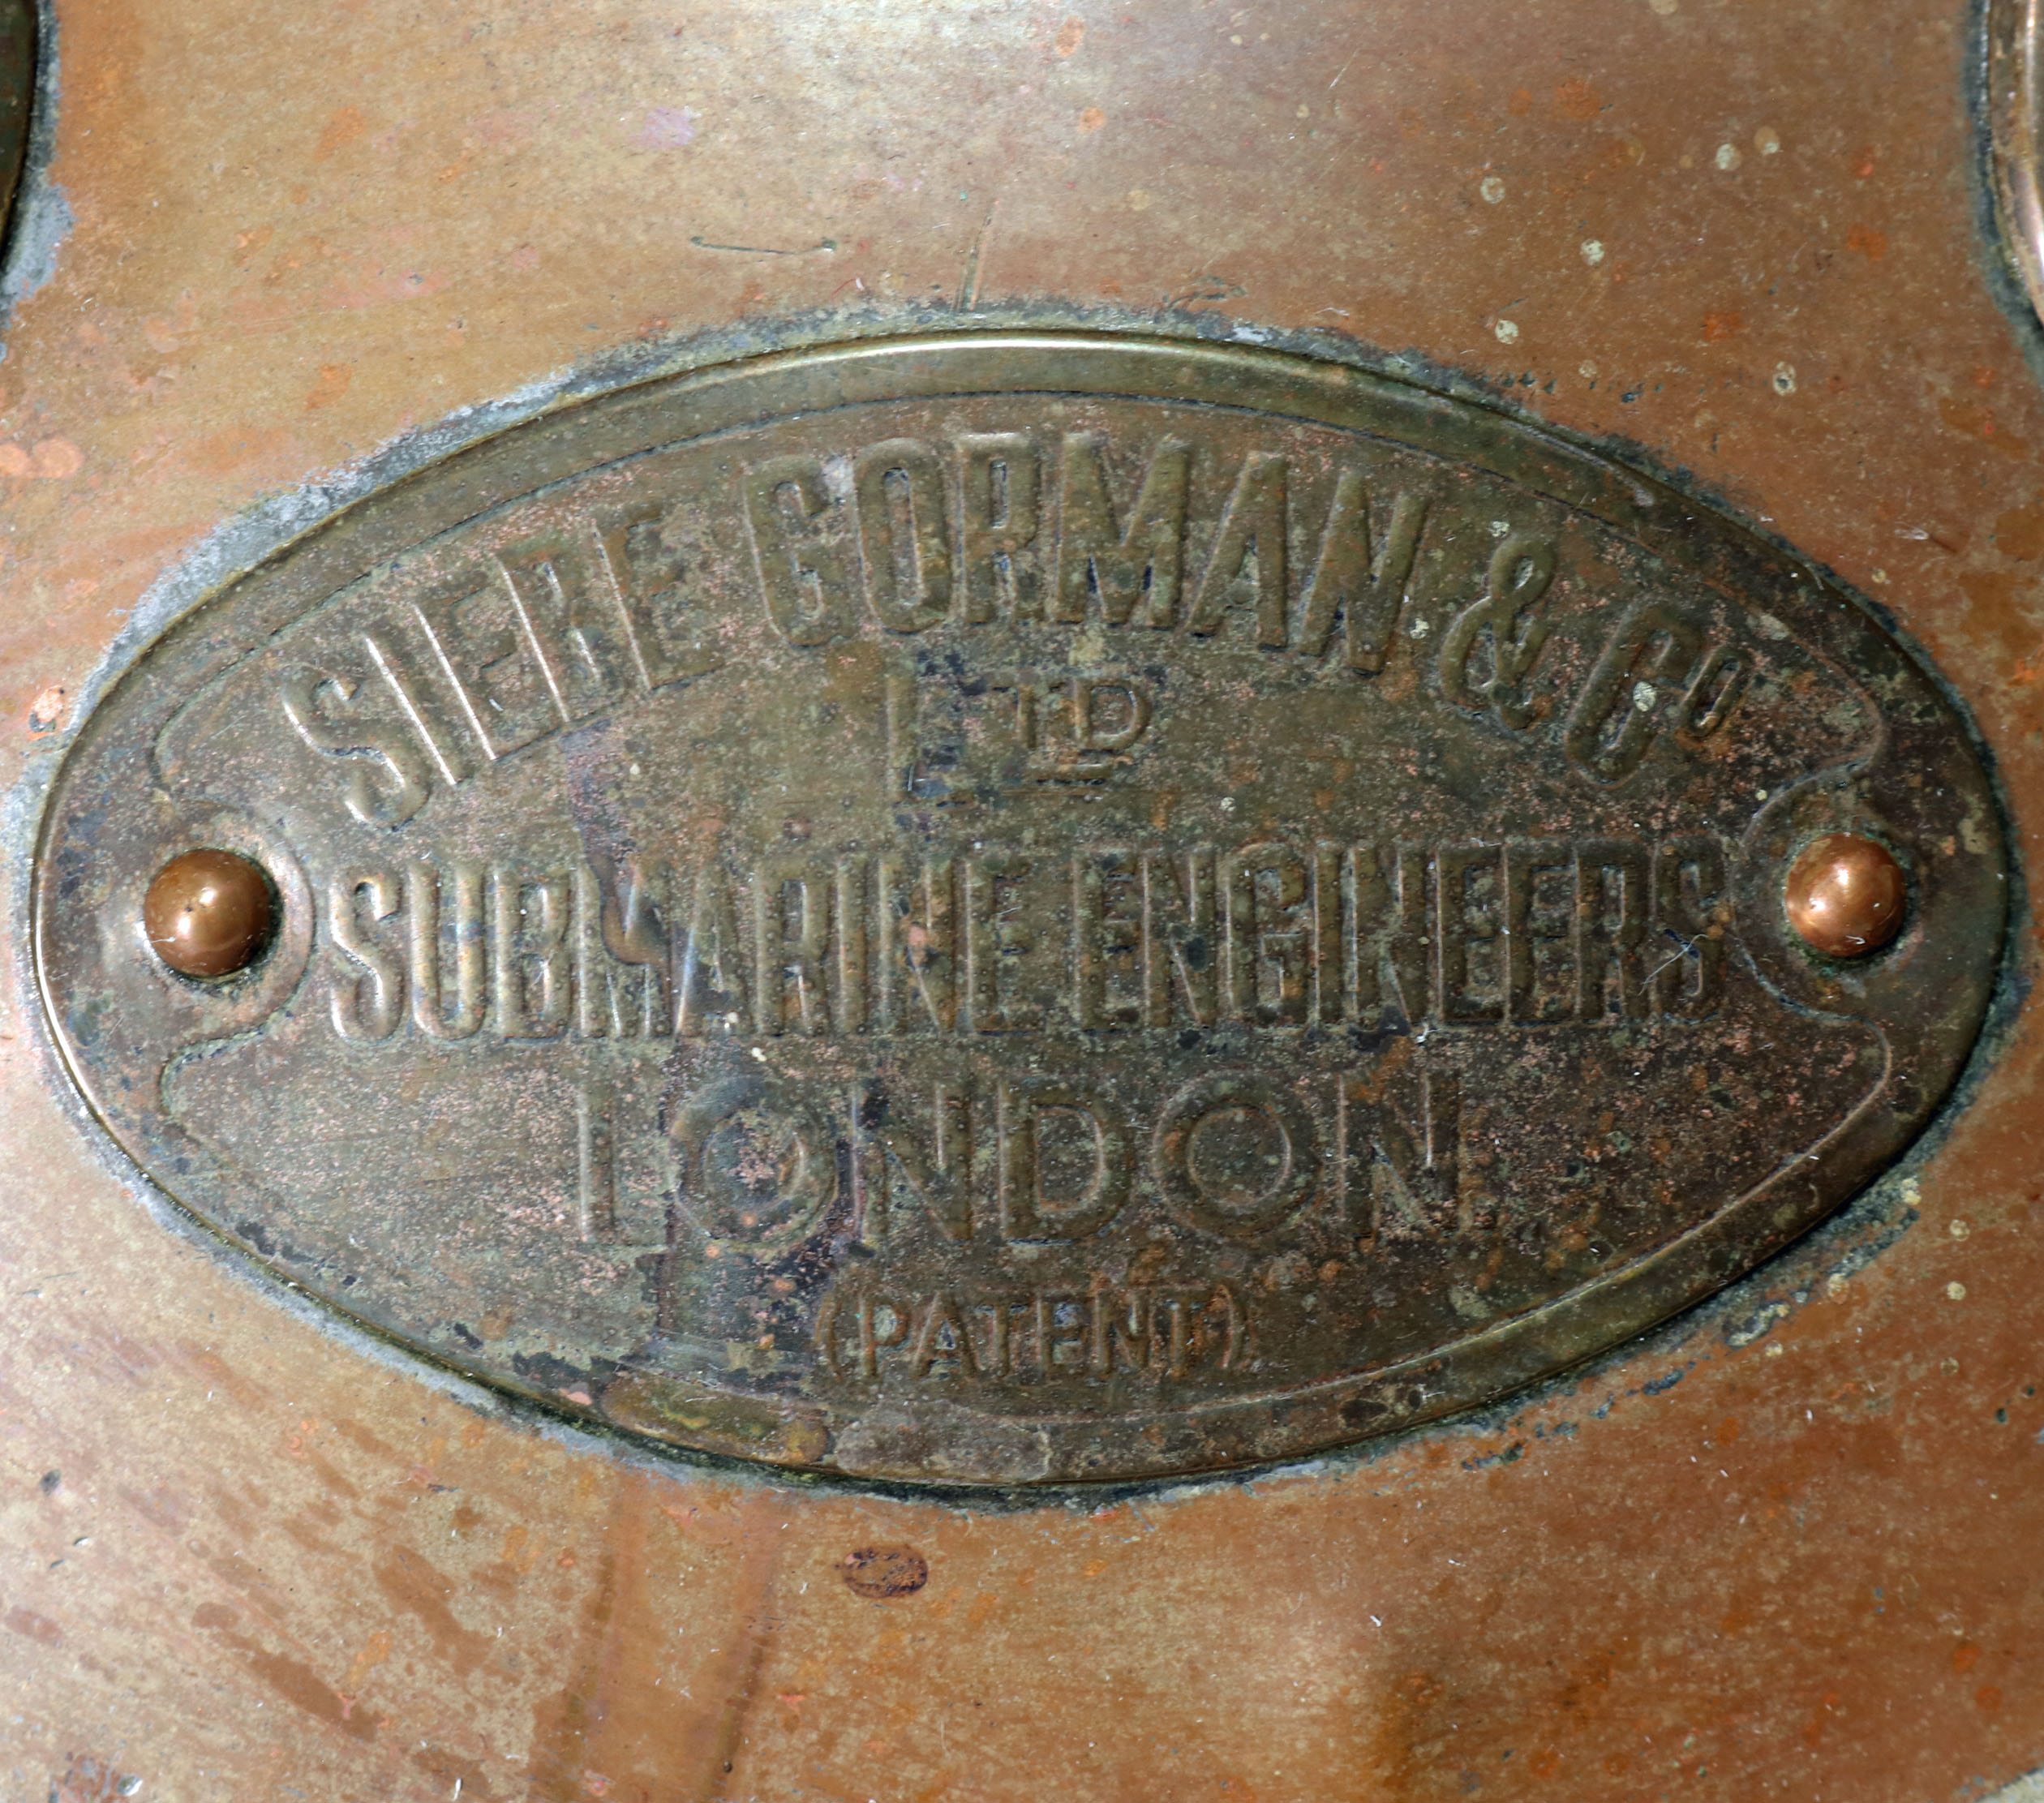 SIEBE GORMAN & Co
LTD
SUBMARINE ENGINEERS
LONDON
(PATENT)